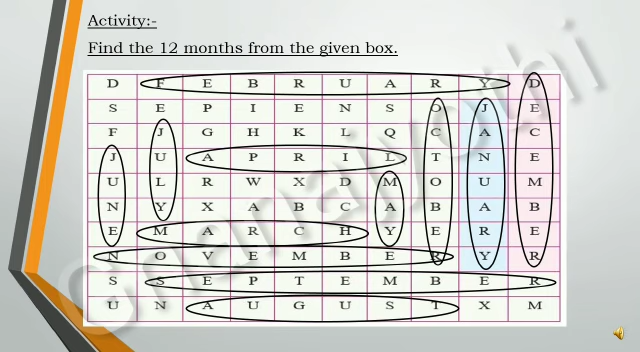 Activity:-
Find the 12 months from the given box.
D F E B R U A R Y D
S E P I E N S O J E
F J G H K L Q C A C
J U A P R I L T N E
U L R W X D M O U M
N Y X A B C A B A B
E M A R C H Y E R E
N O V E M B E R Y R
S S E P T E M B E R
U N A U G U S T X M